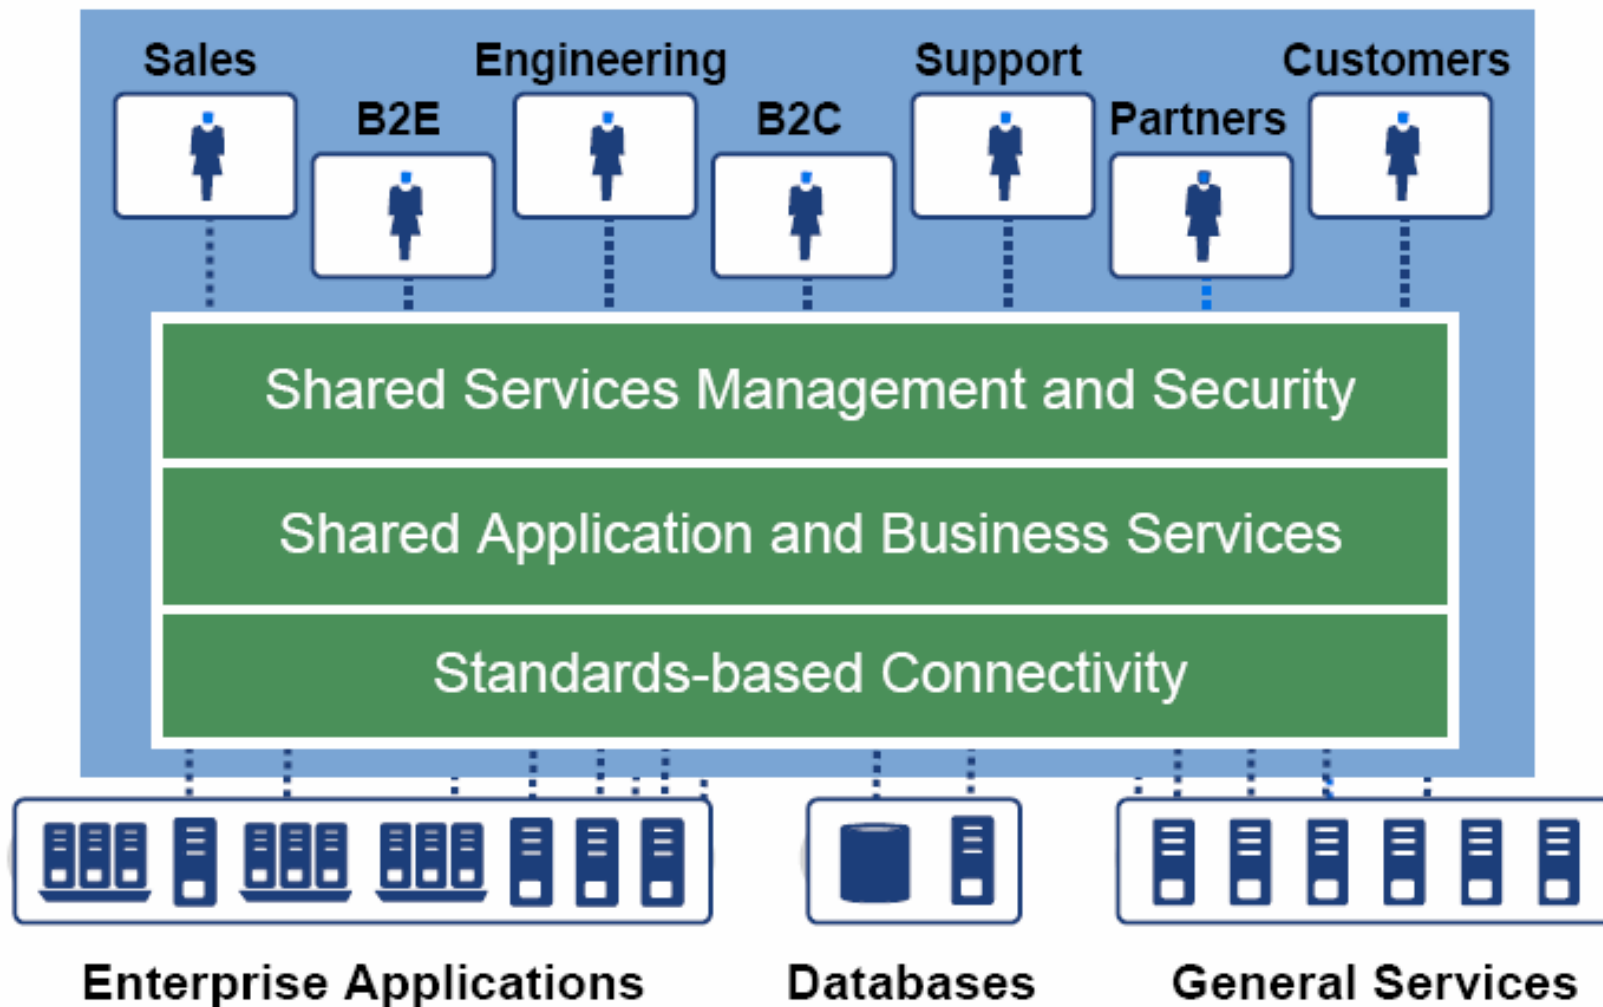 Sales
Engineering
Support
Customers
B2E
B2C
Partners
Shared Services Management and Security
Shared Application and Business Services
Standards-based Connectivity
Enterprise Applications
Databases
General Services